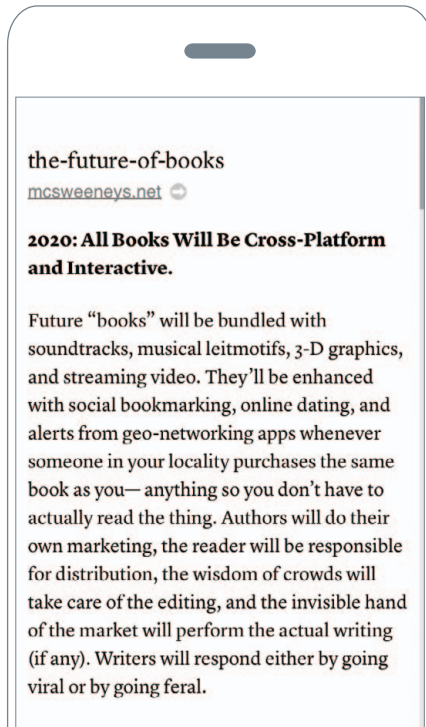 the-future-of-books
mcsweeneys.net
2020: All Books Will Be Cross-Platform
and Interactive.
Future “books” will be bundled with
soundtracks, musical leitmotifs, 3-D graphics,
and streaming video. They’ll be enhanced
with social bookmarking, online dating, and
alerts from geo-networking apps whenever
someone in your locality purchases the same
book as you— anything so you don’t have to
actually read the thing. Authors will do their
own marketing, the reader will be responsible
for distribution, the wisdom of crowds will
take care of the editing, and the invisible hand
of the market will perform the actual writing
(if any). Writers will respond either by going
viral or by going feral.